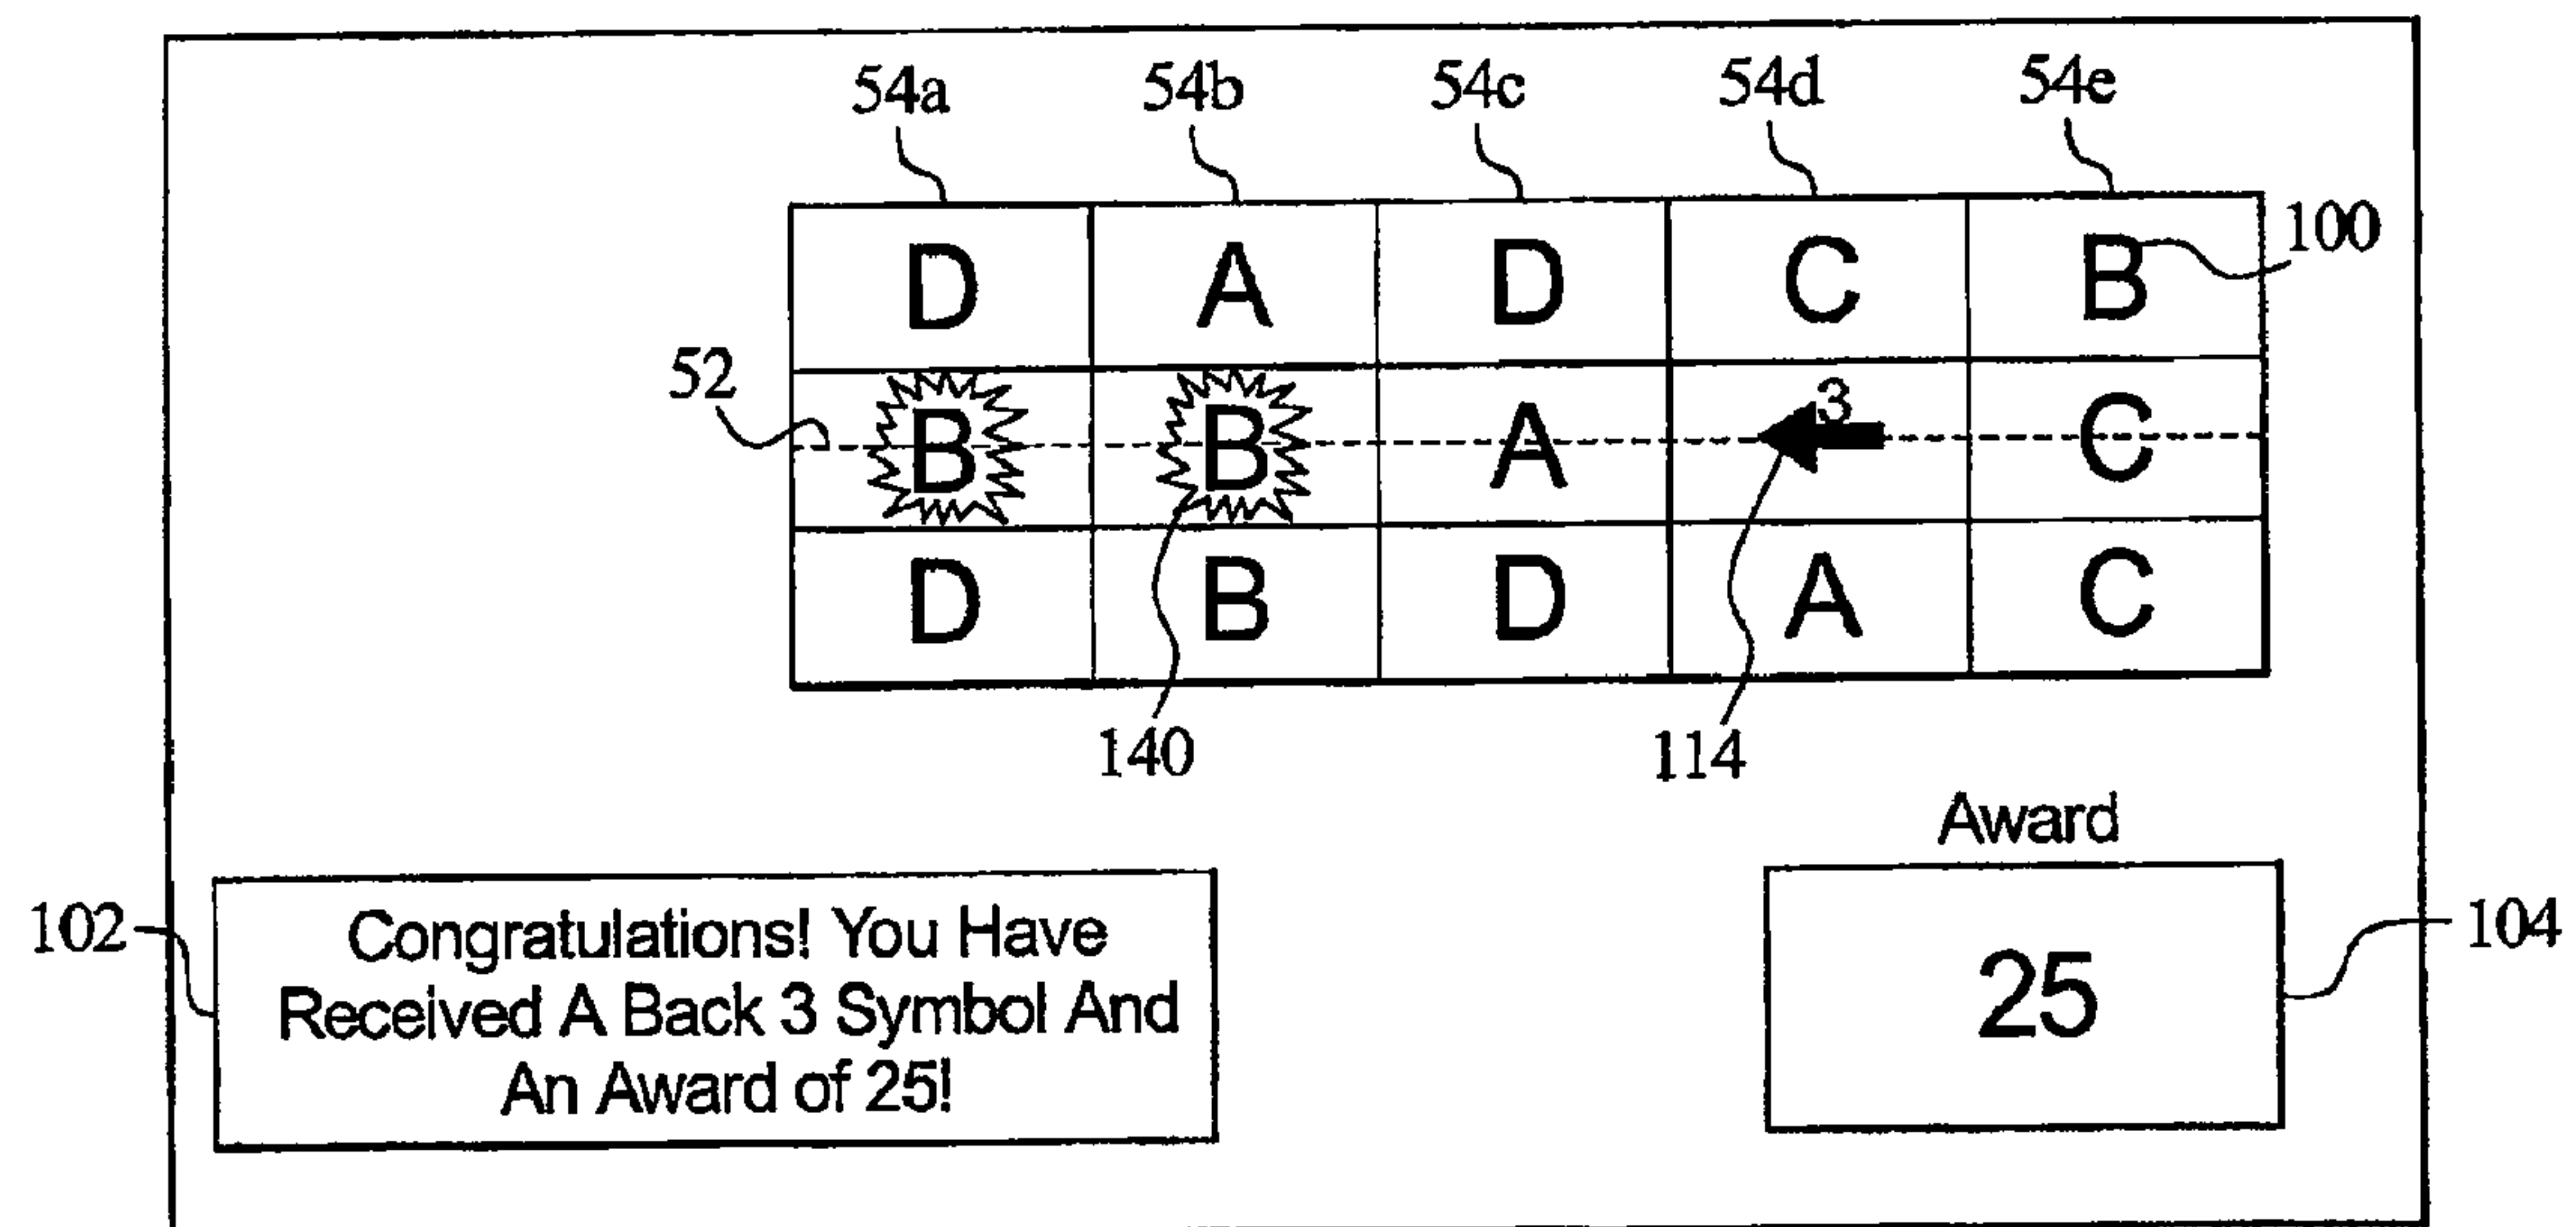 54a 54b 54c 54d 54e
D A D C B 100
52 B B A 3 C
D B D A C
140 114
Award
102 Congratulations! You Have
Received A Back 3 Symbol And
An Award of 25!
25 104